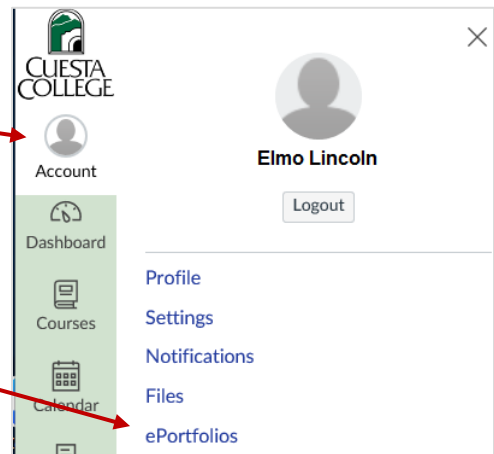 CUESTA
COLLEGE
Account
Dashboard
Courses
Calendar
Elmo Lincoln
Logout
Profile
Settings
Notifications
Files
ePortfolios